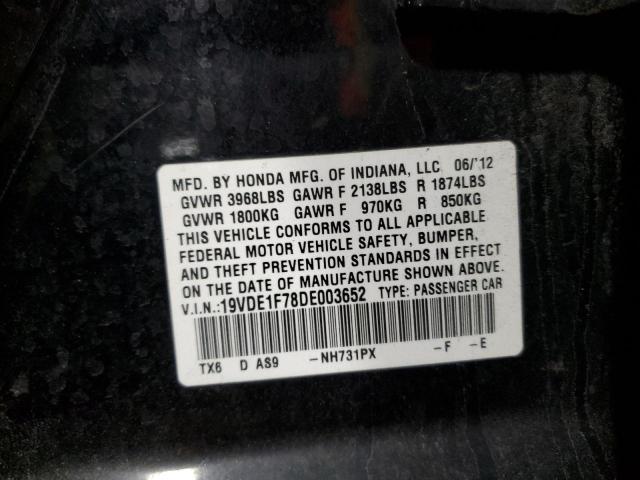 MFD. BY HONDA MFG. OF INDIANA, LLC 06/'12
GVWR 3968LBS GAWR F 2138LBS R 1874LBS
GVWR 1800KG GAWR F 970KG R 850KG
THIS VEHICLE CONFORMS TO ALL APPLICABLE
FEDERAL MOTOR VEHICLE SAFETY, BUMPER,
AND THEFT PREVENTION STANDARDS IN EFFECT
ON THE DATE OF MANUFACTURE SHOWN ABOVE.
V.I.N.:19VDE1F78DE003652 TYPE: PASSENGER CAR
TX6 D AS9 -NH731PX -F -E